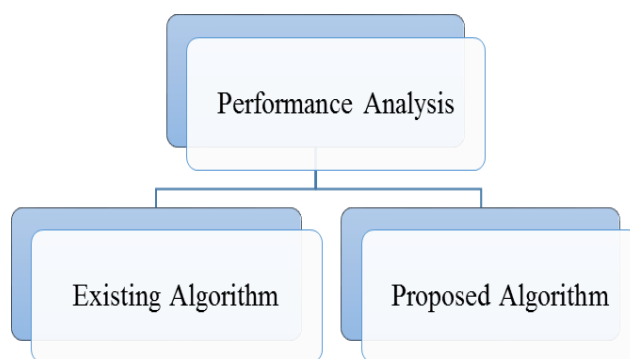 Performance Analysis
Existing Algorithm
Proposed Algorithm